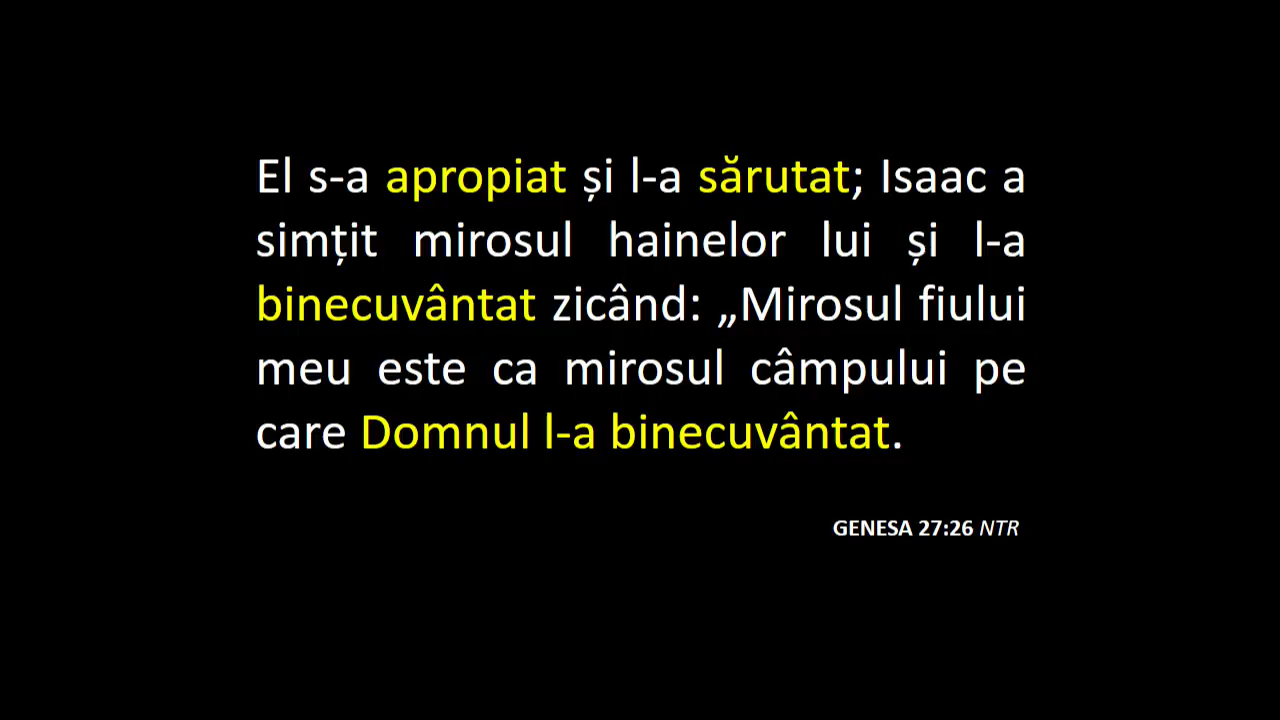 El s-a apropiat și l-a sărutat; Isaac a
simțit mirosul hainelor lui și l-a
binecuvântat zicând: „Mirosul fiului
meu este ca mirosul câmpului pe
care Domnul l-a binecuvântat.
GENESA 27:26 NTR